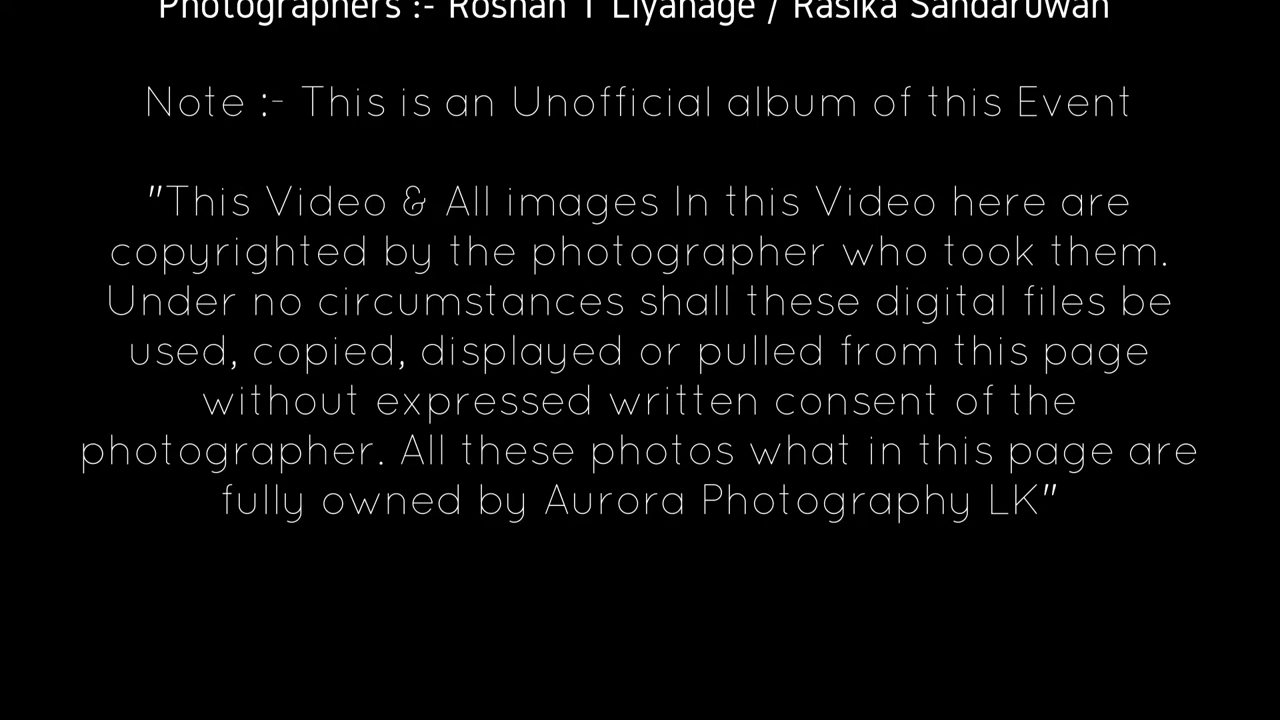 Photographers :- Roshan T Liyanage / Rasika Sandaruwan
Note :- This is an Unofficial album of this Event
"This Video & All images In this Video here are
copyrighted by the photographer who took them.
Under no circumstances shall these digital files be
used, copied, displayed or pulled from this page
without expressed written consent of the
photographer. All these photos what in this page are
fully owned by Aurora Photography LK"